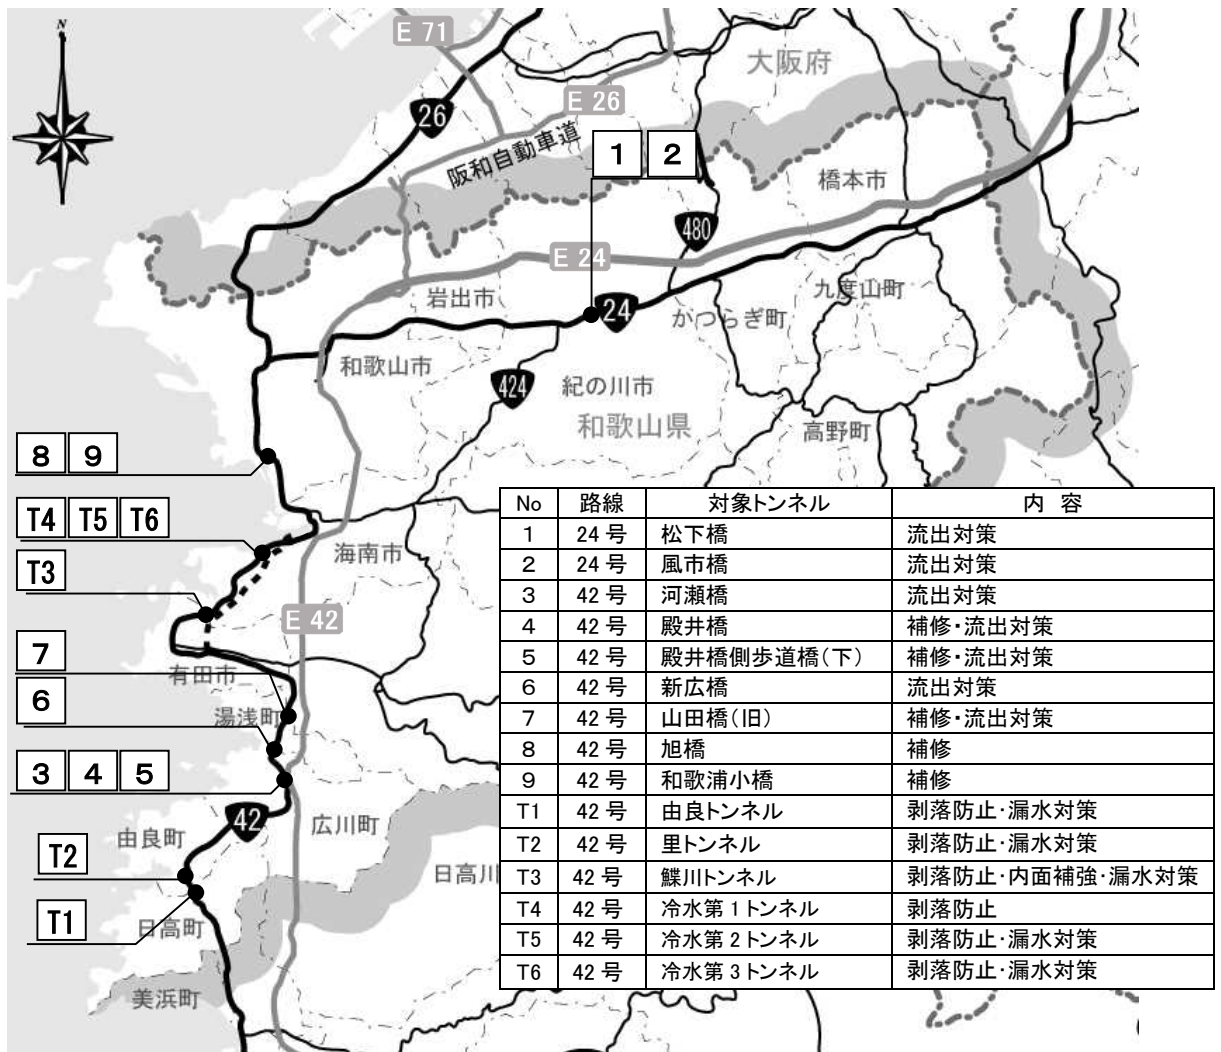 N
E 71
大阪府
E 26
26
阪和自動車道
1 2
橋本市
480
E 24
岩出市
九度山町
24
かつらぎ町
和歌山市
424
紀の川市
和歌山県
高野町
8 9
T4 T5 T6
海南市
T3
E 42
7
有田市
6
湯浅町
3 4 5
42
広川町
由良町
T2
日高川
T1
日高町
美浜町
No 路線 対象トンネル 内 容
1 24 号 松下橋 流出対策
2 24 号 風市橋 流出対策
3 42 号 河瀬橋 流出対策
4 42 号 殿井橋 補修・流出対策
5 42 号 殿井橋側歩道橋(下) 補修・流出対策
6 42 号 新広橋 流出対策
7 42 号 山田橋(旧) 補修・流出対策
8 42 号 旭橋 補修
9 42 号 和歌浦小橋 補修
T1 42 号 由良トンネル 剥落防止・漏水対策
T2 42 号 里トンネル 剥落防止・漏水対策
T3 42 号 鰈川トンネル 剥落防止・内面補強・漏水対策
T4 42 号 冷水第 1 トンネル 剥落防止
T5 42 号 冷水第 2 トンネル 剥落防止・漏水対策
T6 42 号 冷水第 3 トンネル 剥落防止・漏水対策